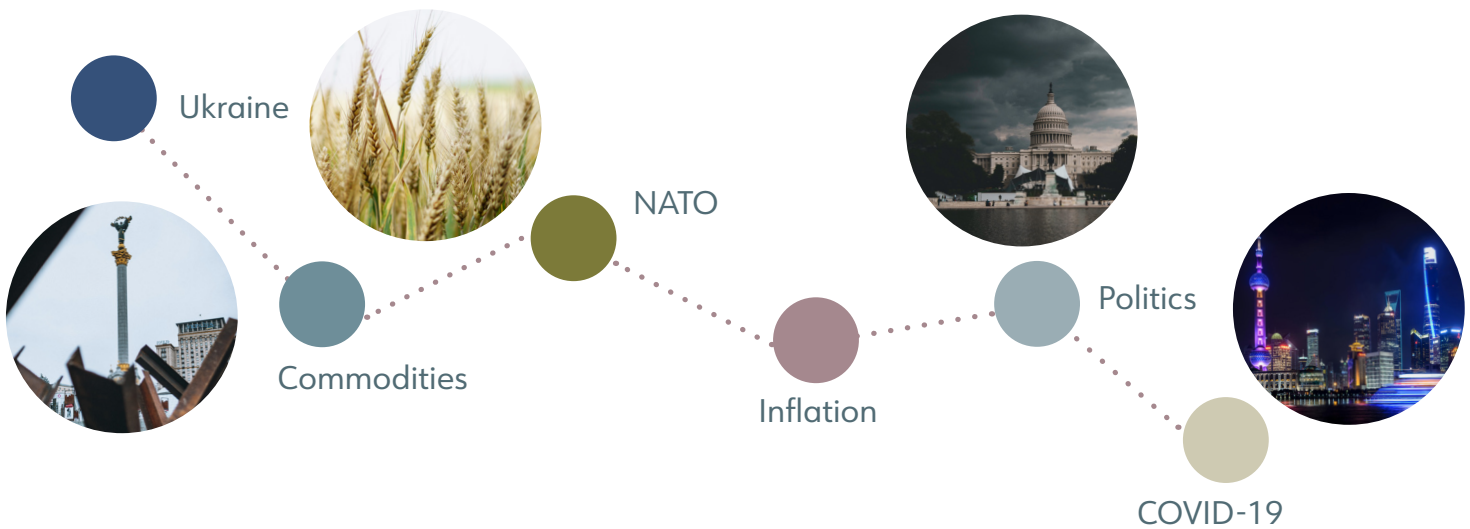 Ukraine
Commodities
NATO
Inflation
Politics
COVID-19